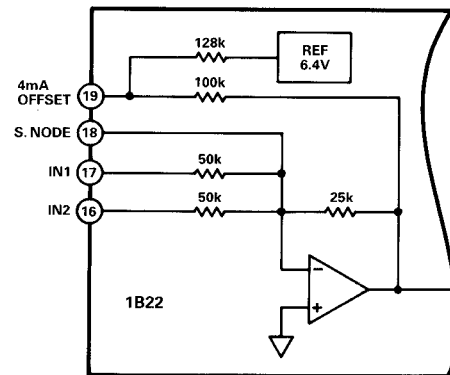 128k
REF
6.4V
4mA
OFFSET
19
100k
S. NODE
18
IN1
17
50k
IN2
16
50k
25k
−
+
1B22